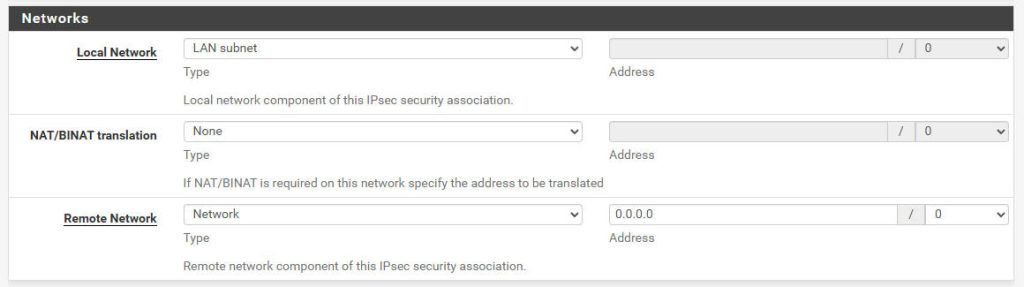 Networks
Local Network LAN subnet / 0
Type Address
Local network component of this IPsec security association.
NAT/BINAT translation None / 0
Type Address
If NAT/BINAT is required on this network specify the address to be translated
Remote Network Network 0.0.0.0 / 0
Type Address
Remote network component of this IPsec security association.